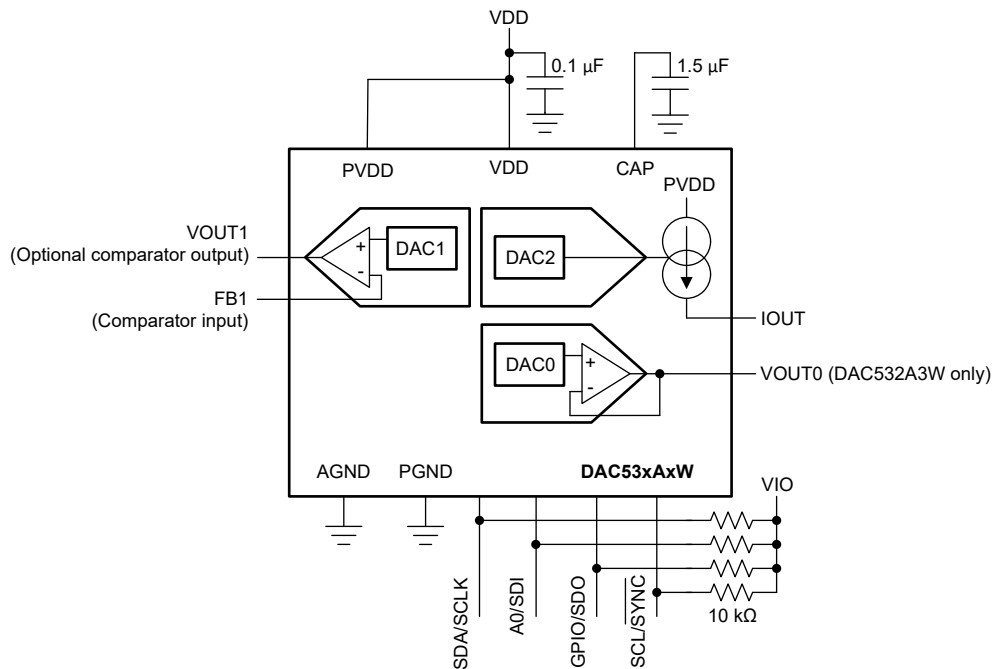 VDD
0.1 µF
1.5 µF
PVDD
VDD
CAP
PVDD
VOUT1
(Optional comparator output)
+
-
DAC1
DAC2
FB1
(Comparator input)
IOUT
DAC0
+
-
VOUT0 (DAC532A3W only)
AGND
PGND
DAC53xAxW
VIO
SDA/SCLK
A0/SDI
GPIO/SDO
SCL/SYNC
10 kΩ